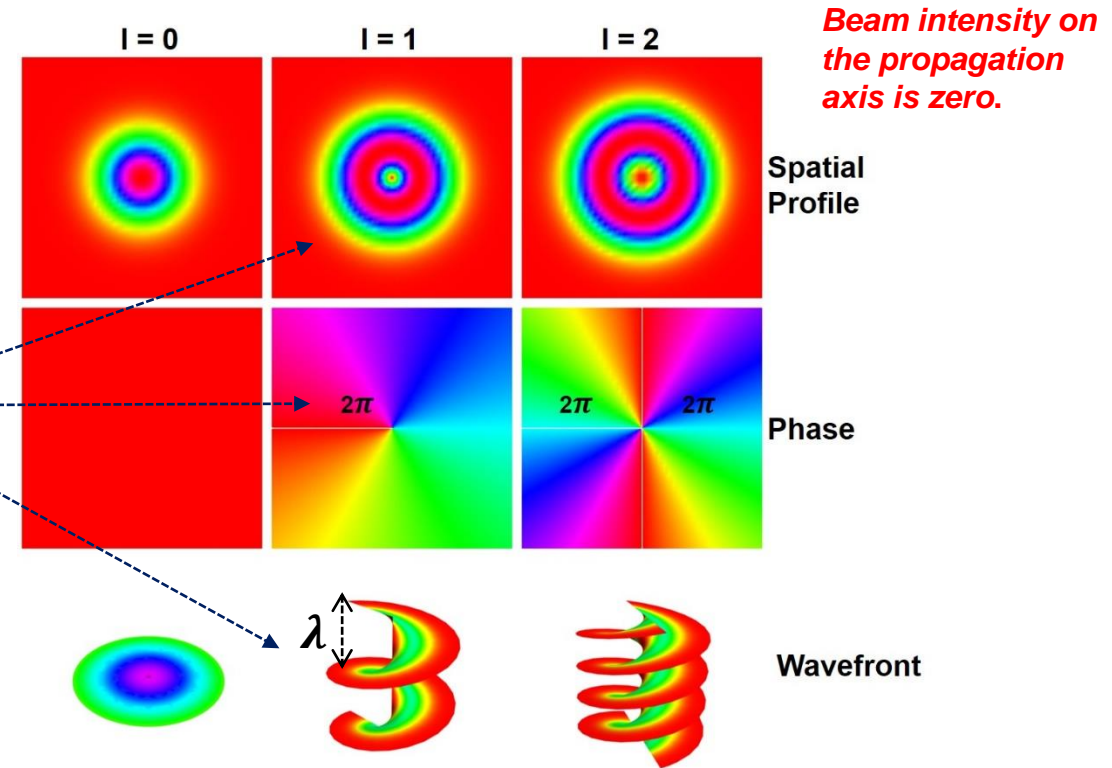 l = 0
l = 1
l = 2
Beam intensity on
the propagation
axis is zero.
Spatial
Profile
2π
2π
2π
Phase
λ
Wavefront